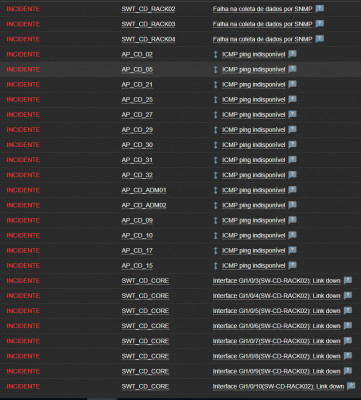 INCIDENTE SWT_CD_RACK02 Falha na coleta de dados por SNMP
INCIDENTE SWT_CD_RACK03 Falha na coleta de dados por SNMP
INCIDENTE SWT_CD_RACK04 Falha na coleta de dados por SNMP
INCIDENTE AP_CD_02 ICMP ping indisponível
INCIDENTE AP_CD_05 ICMP ping indisponível
INCIDENTE AP_CD_21 ICMP ping indisponível
INCIDENTE AP_CD_25 ICMP ping indisponível
INCIDENTE AP_CD_27 ICMP ping indisponível
INCIDENTE AP_CD_29 ICMP ping indisponível
INCIDENTE AP_CD_30 ICMP ping indisponível
INCIDENTE AP_CD_31 ICMP ping indisponível
INCIDENTE AP_CD_32 ICMP ping indisponível
INCIDENTE AP_CD_ADM01 ICMP ping indisponível
INCIDENTE AP_CD_ADM02 ICMP ping indisponível
INCIDENTE AP_CD_09 ICMP ping indisponível
INCIDENTE AP_CD_10 ICMP ping indisponível
INCIDENTE AP_CD_17 ICMP ping indisponível
INCIDENTE AP_CD_15 ICMP ping indisponível
INCIDENTE SWT_CD_CORE Interface Gi1/0/3(SW-CD-RACK02): Link down
INCIDENTE SWT_CD_CORE Interface Gi1/0/4(SW-CD-RACK02): Link down
INCIDENTE SWT_CD_CORE Interface Gi1/0/5(SW-CD-RACK02): Link down
INCIDENTE SWT_CD_CORE Interface Gi1/0/6(SW-CD-RACK02): Link down
INCIDENTE SWT_CD_CORE Interface Gi1/0/7(SW-CD-RACK02): Link down
INCIDENTE SWT_CD_CORE Interface Gi1/0/8(SW-CD-RACK02): Link down
INCIDENTE SWT_CD_CORE Interface (SW-CD-RACK02): Link down
INCIDENTE SWT_CD_CORE Interface Gi1/0/10(SW-CD-RACK02): Link down